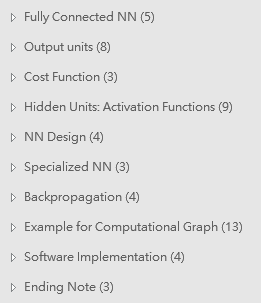 Fully Connected NN (5)
Output units (8)
Cost Function (3)
Hidden Units: Activation Functions (9)
NN Design (4)
Specialized NN (3)
Backpropagation (4)
Example for Computational Graph (13)
Software Implementation (4)
Ending Note (3)